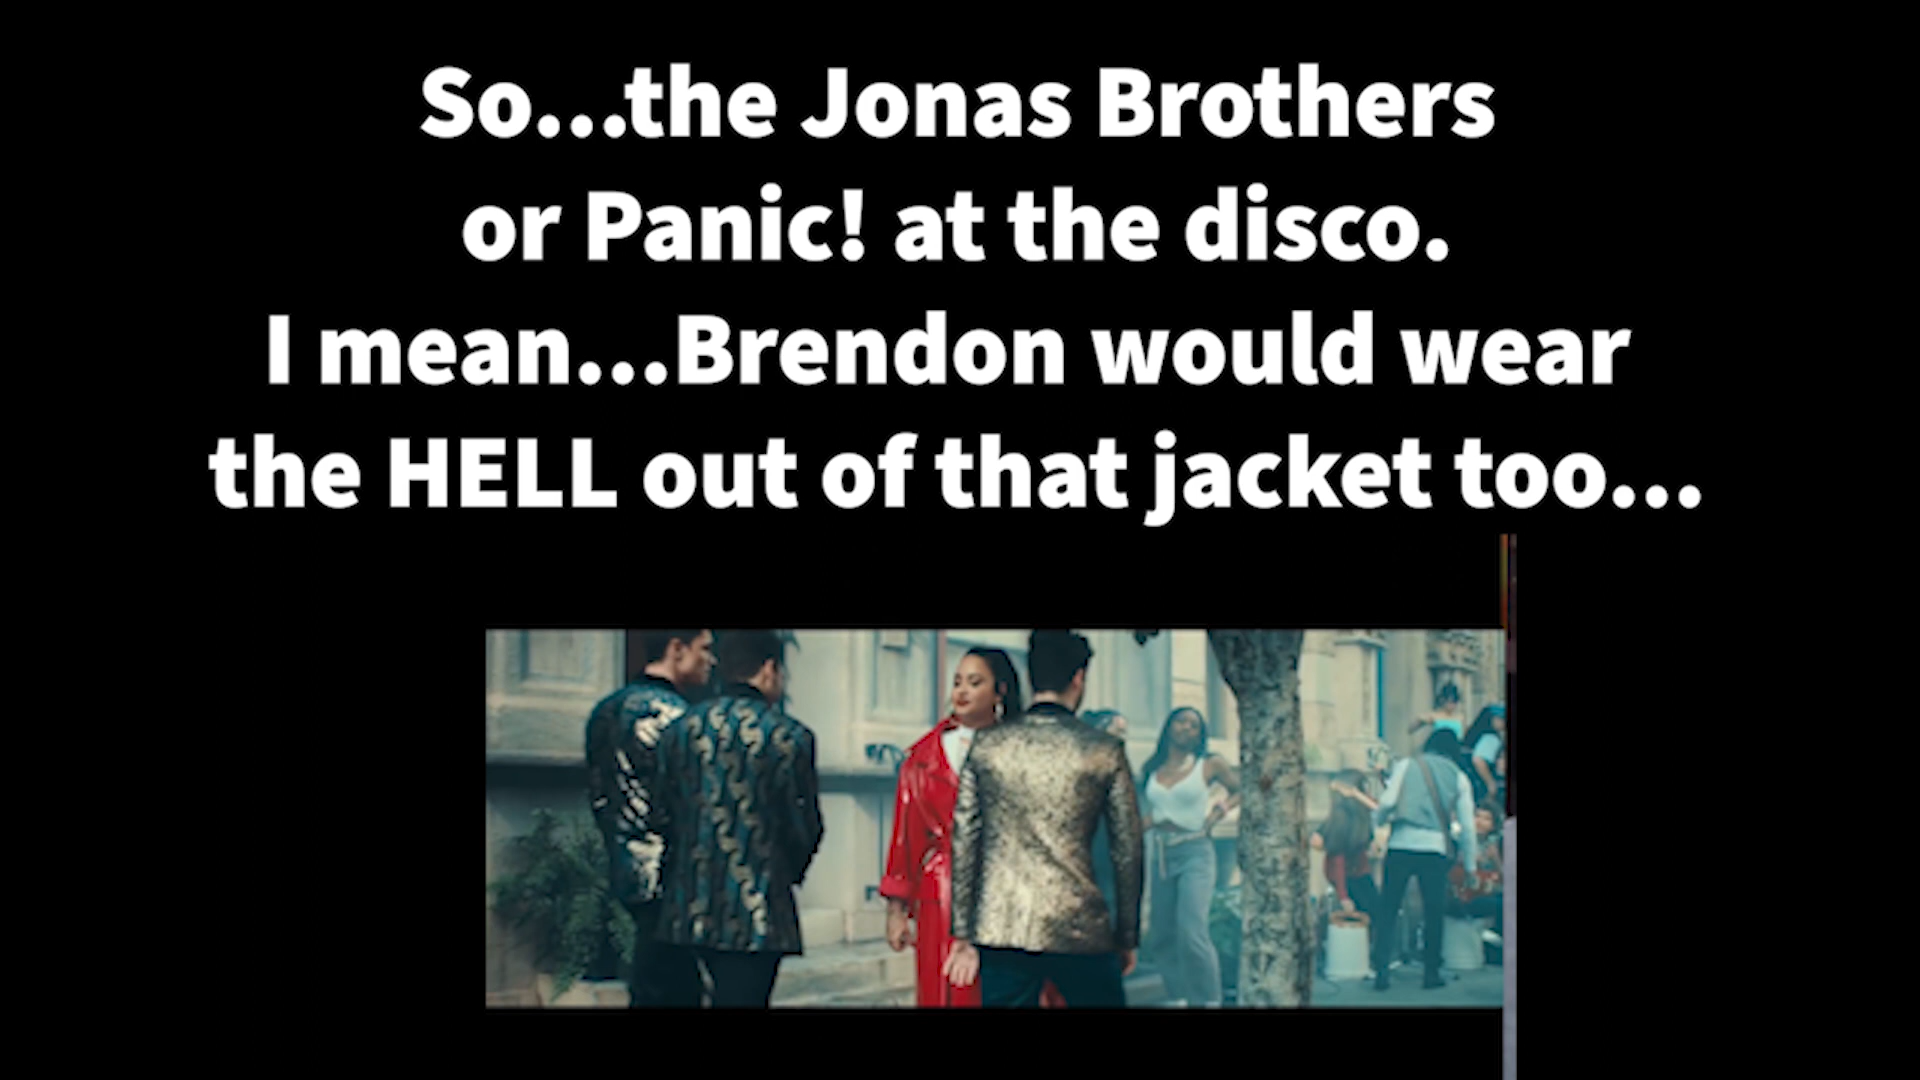 So...the Jonas Brothers
or Panic! at the disco.
I mean...Brendon would wear
the HELL out of that jacket too...